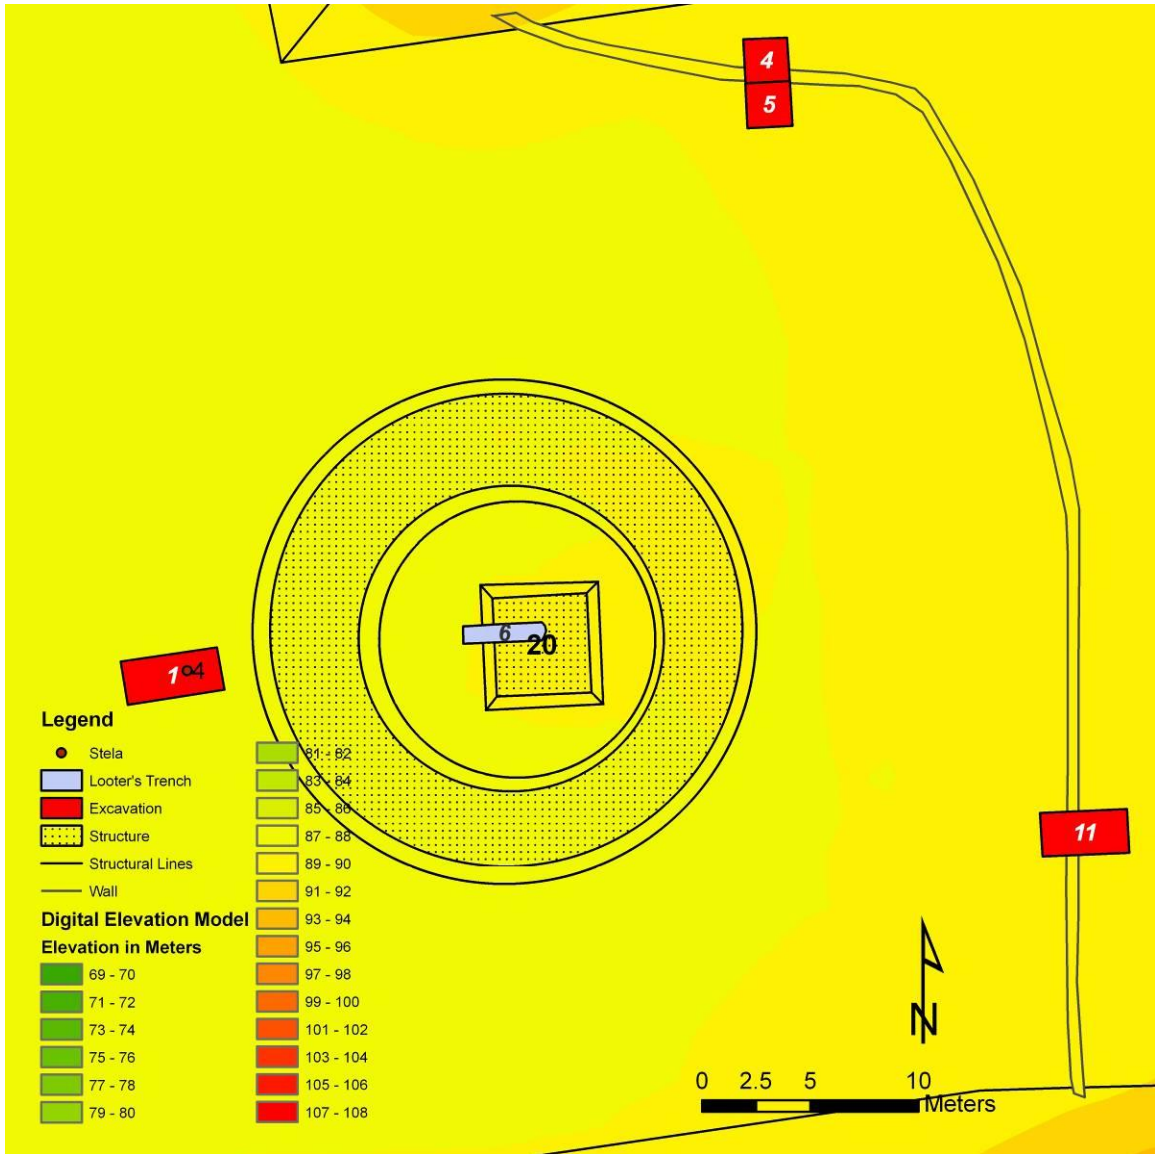 4
5
6
20
1
4
11
Legend
Stela
Looter's Trench
Excavation
Structure
Structural Lines
Wall
Digital Elevation Model
Elevation in Meters
69 - 70
71 - 72
73 - 74
75 - 76
77 - 78
79 - 80
81 - 82
83 - 84
85 - 86
87 - 88
89 - 90
91 - 92
93 - 94
95 - 96
97 - 98
99 - 100
101 - 102
103 - 104
105 - 106
107 - 108
N
0 2.5 5 10
Meters